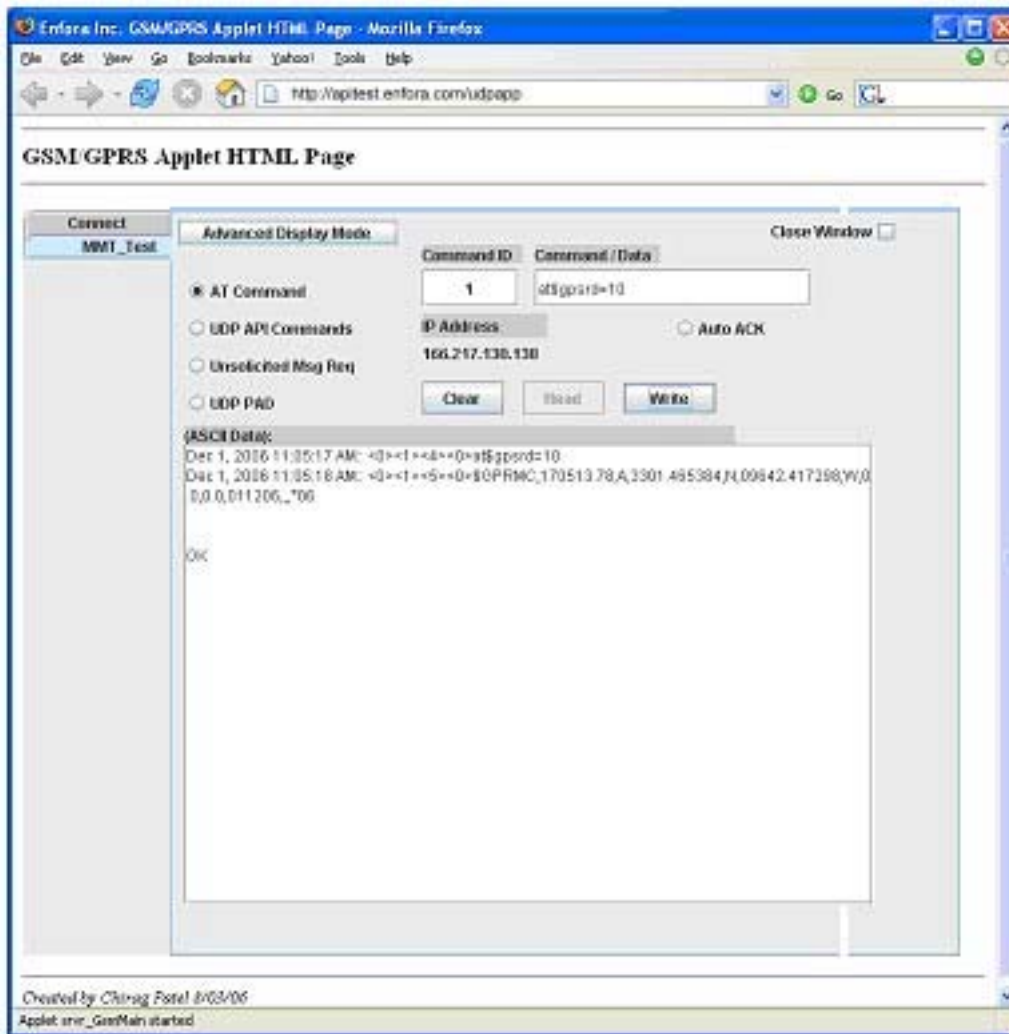 Enfora Inc. GSM/GPRS Applet HTML Page - Mozilla Firefox
File Edit View Go Bookmarks Yahoo! Tools Help
http://apitest.enfora.com/udpapp Go
GSM/GPRS Applet HTML Page
Connect
MMT_Test
Advanced Display Mode
Close Window
Command ID Command / Data
AT Command 1 at$gpsrd=10
UDP API Commands IP Address Auto ACK
166.217.130.130
Unsolicited Msg Req
UDP PAD Clear Read Write
(ASCII Data):
Dec 1, 2006 11:05:17 AM: <0><1><4><0>at$gpsrd=10
Dec 1, 2006 11:05:18 AM: <0><1><5><0>$GPRMC,170513.78,A,3301.465384,N,09642.417298,W,0
0,0.0,011206,,,*06
OK
Created by Chirag Patel 8/03/06
Applet srvr_GsmMain started